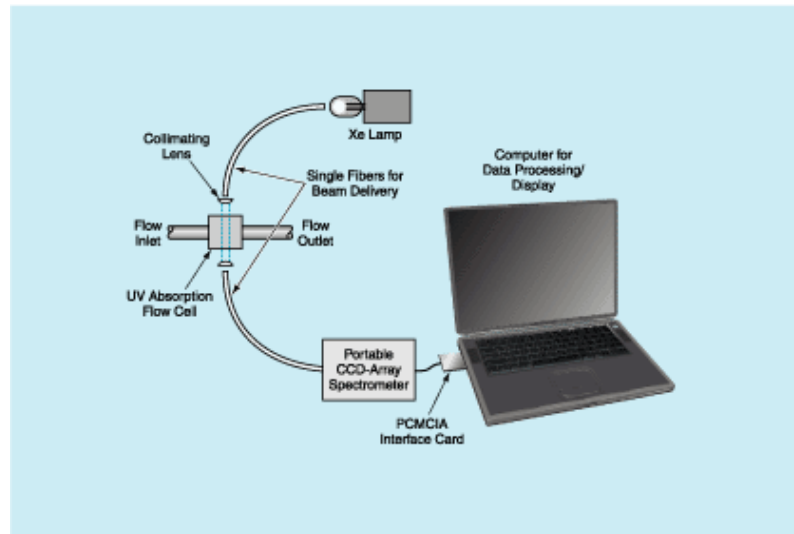 Xe Lamp
Collimating
Lens
Single Fibers for
Beam Delivery
Computer for
Data Processing/
Display
Flow
Inlet
Flow
Outlet
UV Absorption
Flow Cell
Portable
CCD-Array
Spectrometer
PCMCIA
Interface Card